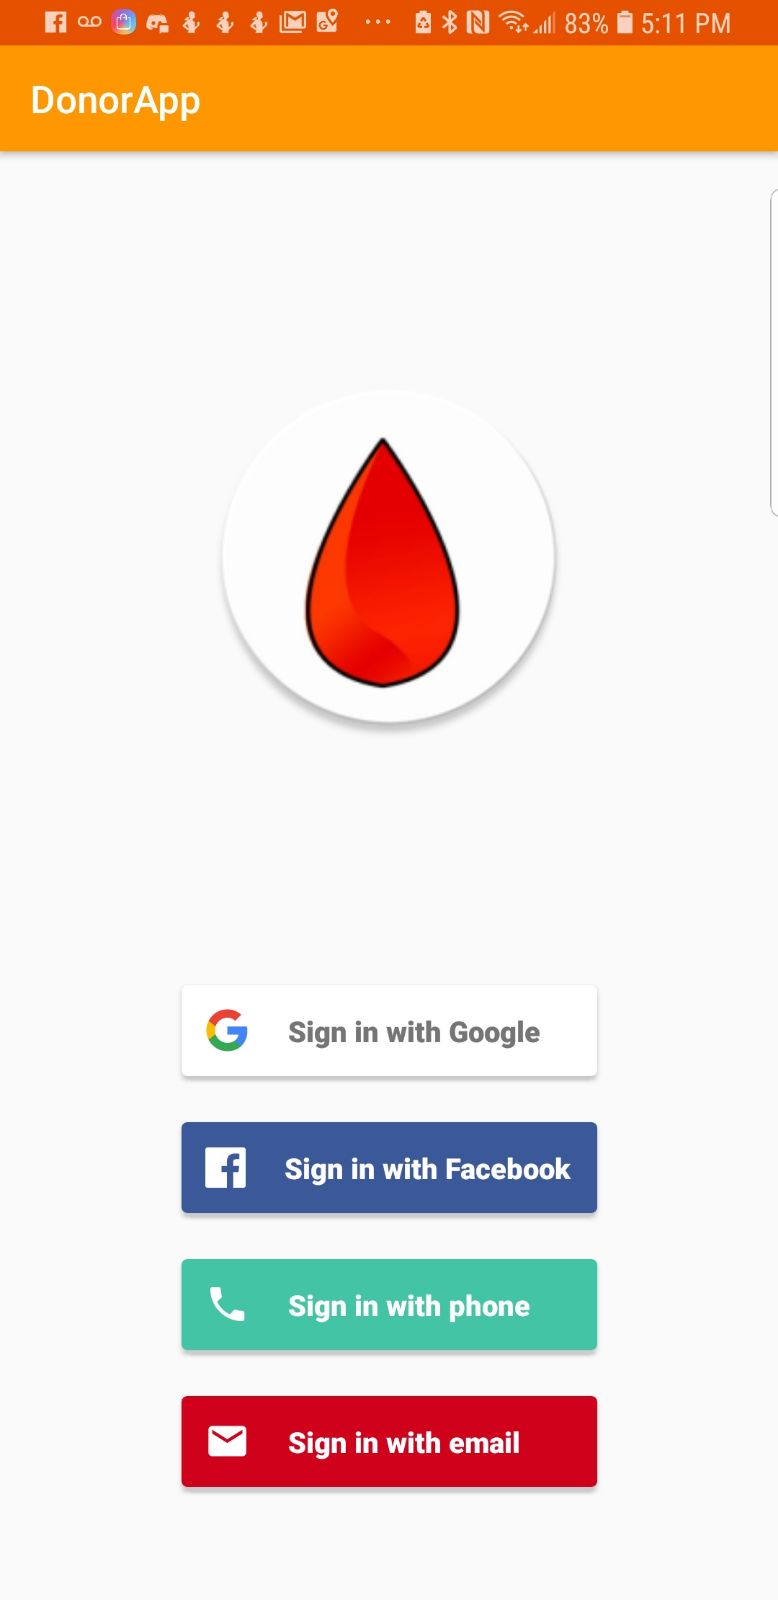 83% 5:11 PM
DonorApp
Sign in with Google
Sign in with Facebook
Sign in with phone
Sign in with email